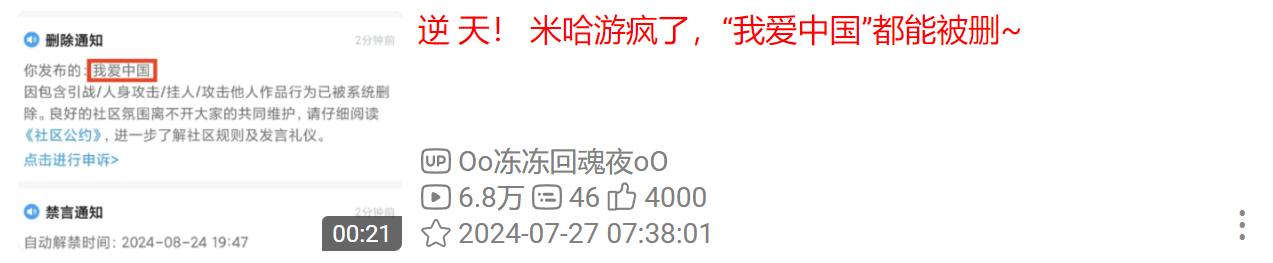 删除通知
2分钟前
你发布的:我爱中国
因包含引战/人身攻击/挂人/攻击他人作品行为已被系统删
除。良好的社区氛围离不开大家的共同维护，请仔细阅读
《社区公约》，进一步了解社区规则及发言礼仪。
点击进行申诉>
禁言通知
2分钟前
自动解禁时间：2024-08-24 19:47
00:21
逆 天！ 米哈游疯了，“我爱中国”都能被删~
UP Oo冻冻回魂夜oO
6.8万 46 4000
2024-07-27 07:38:01